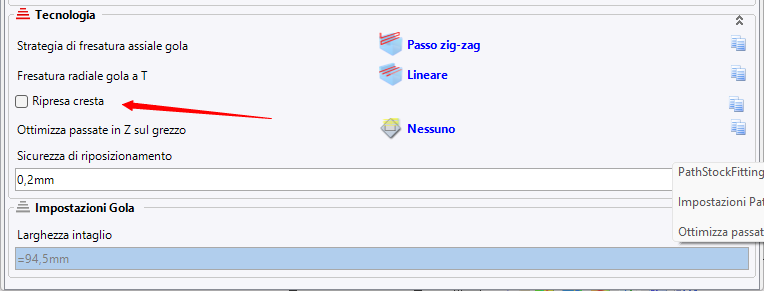 Tecnologia
Strategia di fresatura assiale gola Passo zig-zag
Fresatura radiale gola a T Lineare
Ripresa cresta
Ottimizza passate in Z sul grezzo Nessuno
Sicurezza di riposizionamento
0,2mm
PathStockFitting
Impostazioni Pat
Ottimizza passat
Impostazioni Gola
Larghezza intaglio
=94,5mm